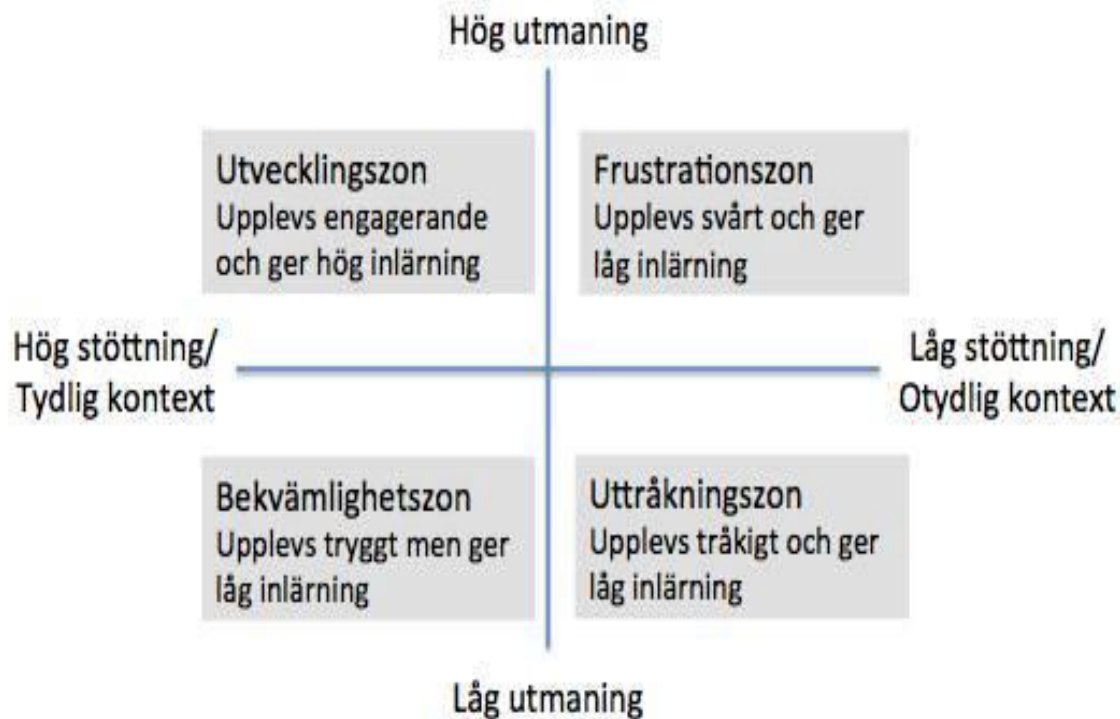 Hög utmaning
Utvecklingszon
Upplevs engagerande
och ger hög inlärning
Frustrationszon
Upplevs svårt och ger
låg inlärning
Hög stöttning/
Tydlig kontext
Låg stöttning/
Otydlig kontext
Bekvämlighetszon
Upplevs tryggt men ger
låg inlärning
Uttråkningszon
Upplevs tråkigt och ger
låg inlärning
Låg utmaning